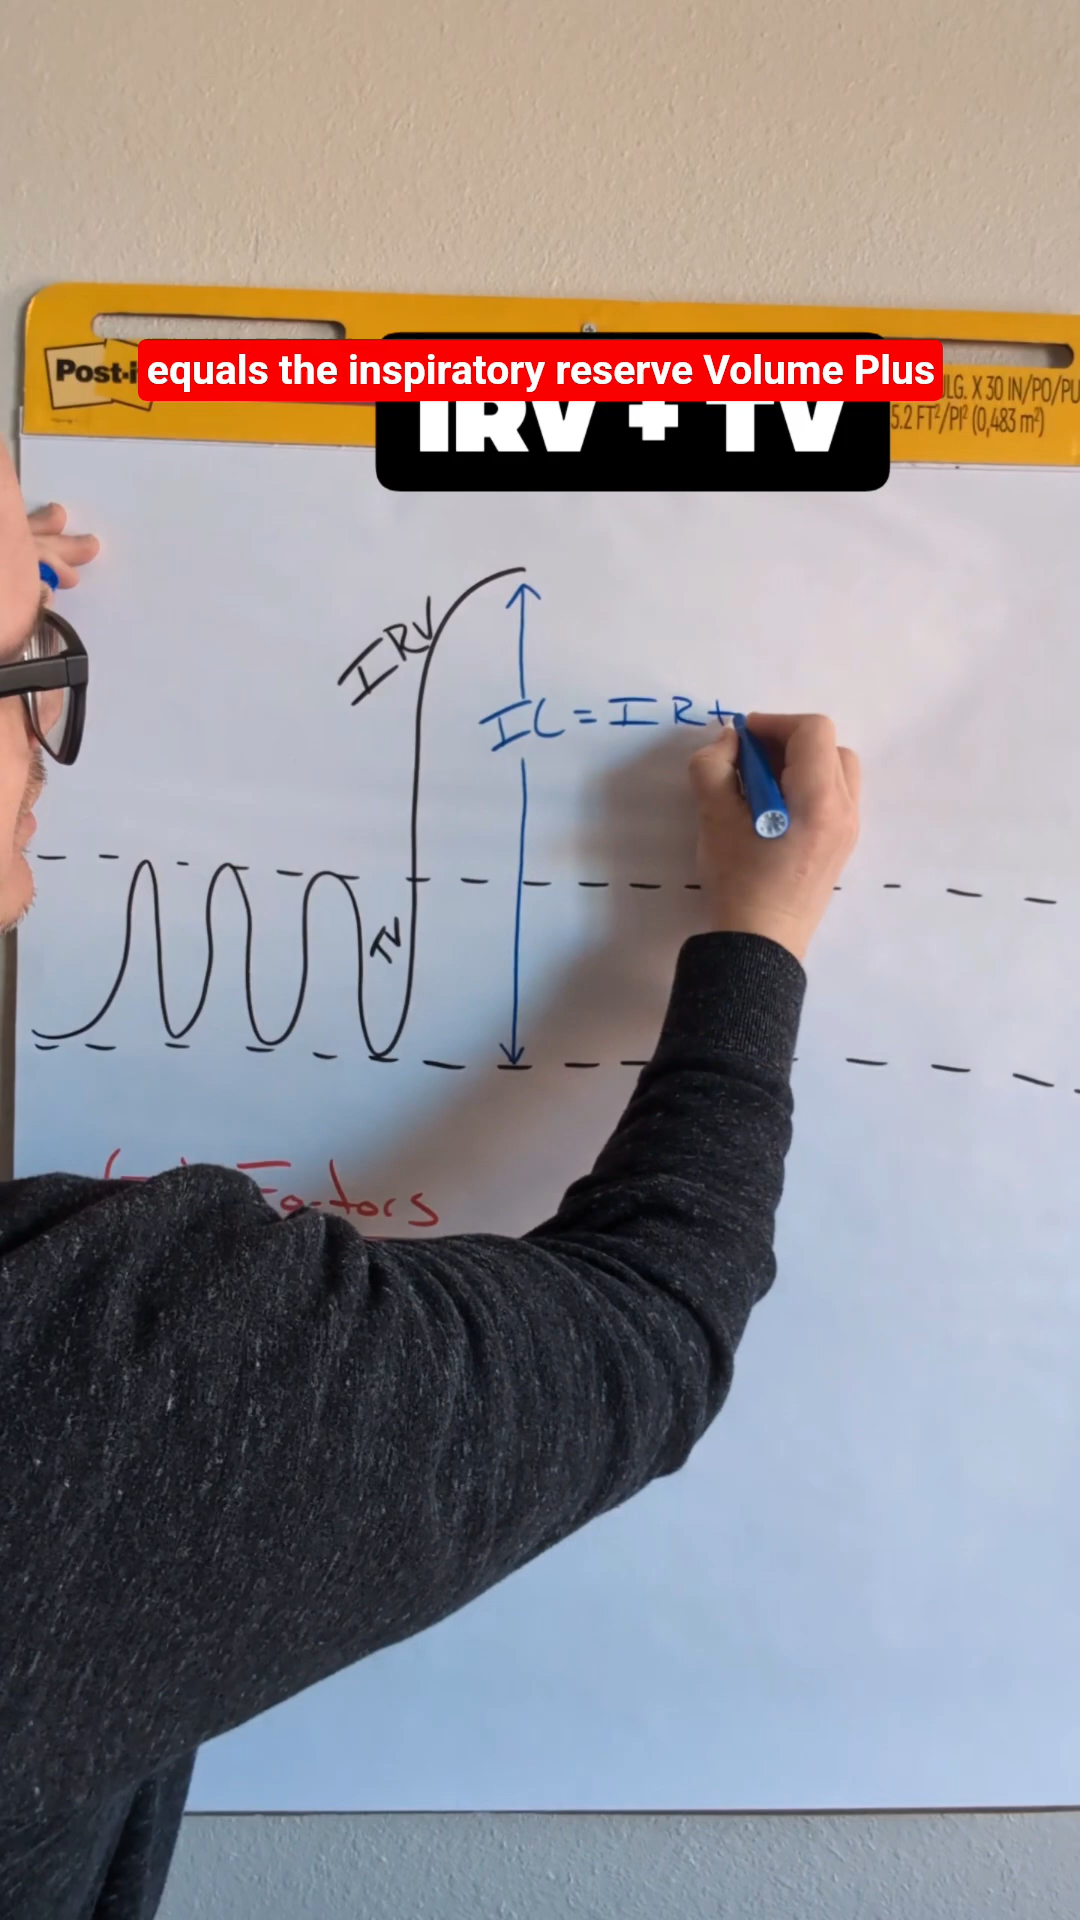 Post-i
equals the inspiratory reserve Volume Plus
LG. X 30 IN/PO/PU
5.2 FT²/PI² (0,483 m²)
IRV + TV
IRV
IC = IR+
TV
Factors